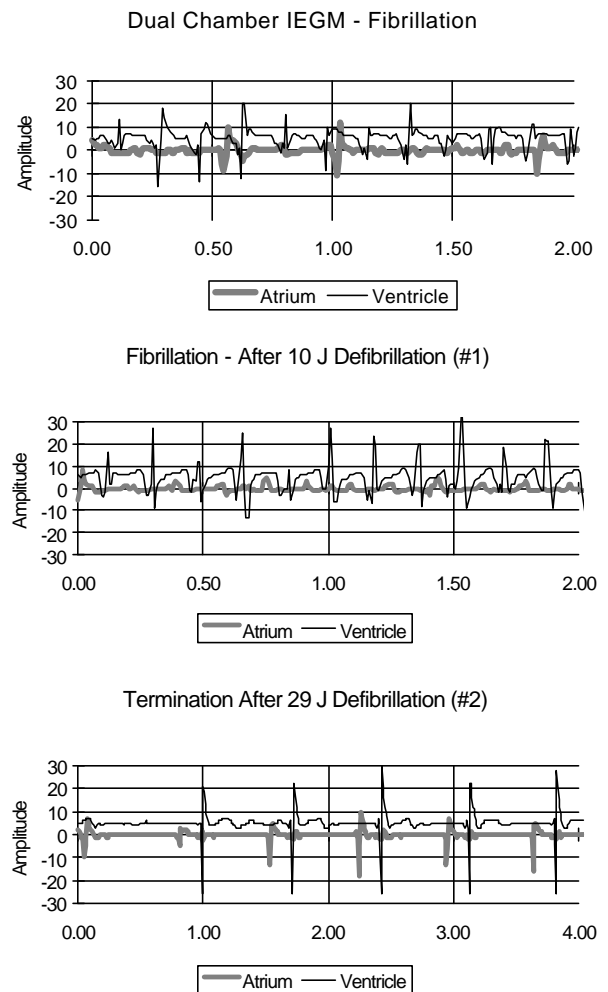 Dual Chamber IEGM - Fibrillation
30
20
10
0
-10
-20
-30
Amplitude
0.00 0.50 1.00 1.50 2.00
Atrium Ventricle
Fibrillation - After 10 J Defibrillation (#1)
30
20
10
0
-10
-20
-30
Amplitude
0.00 0.50 1.00 1.50 2.00
Atrium Ventricle
Termination After 29 J Defibrillation (#2)
30
20
10
0
-10
-20
-30
Amplitude
0.00 1.00 2.00 3.00 4.00
Atrium Ventricle